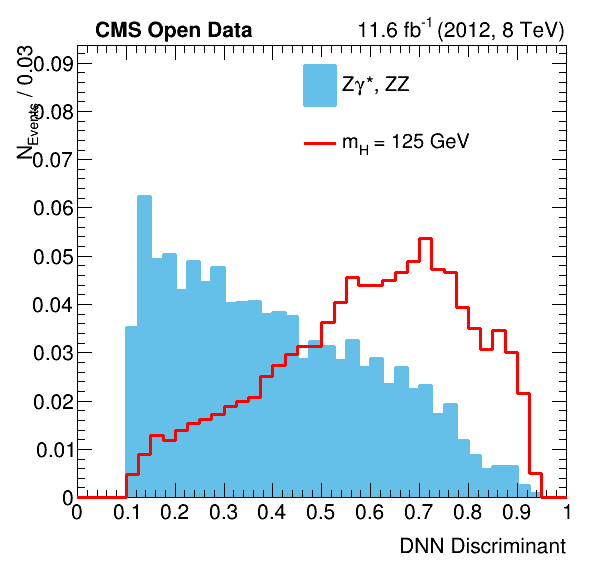 CMS Open Data 11.6 fb⁻¹ (2012, 8 TeV)
N_Events / 0.03
Zγ*, ZZ
m_H = 125 GeV
0.09
0.08
0.07
0.06
0.05
0.04
0.03
0.02
0.01
0
0 0.1 0.2 0.3 0.4 0.5 0.6 0.7 0.8 0.9 1
DNN Discriminant